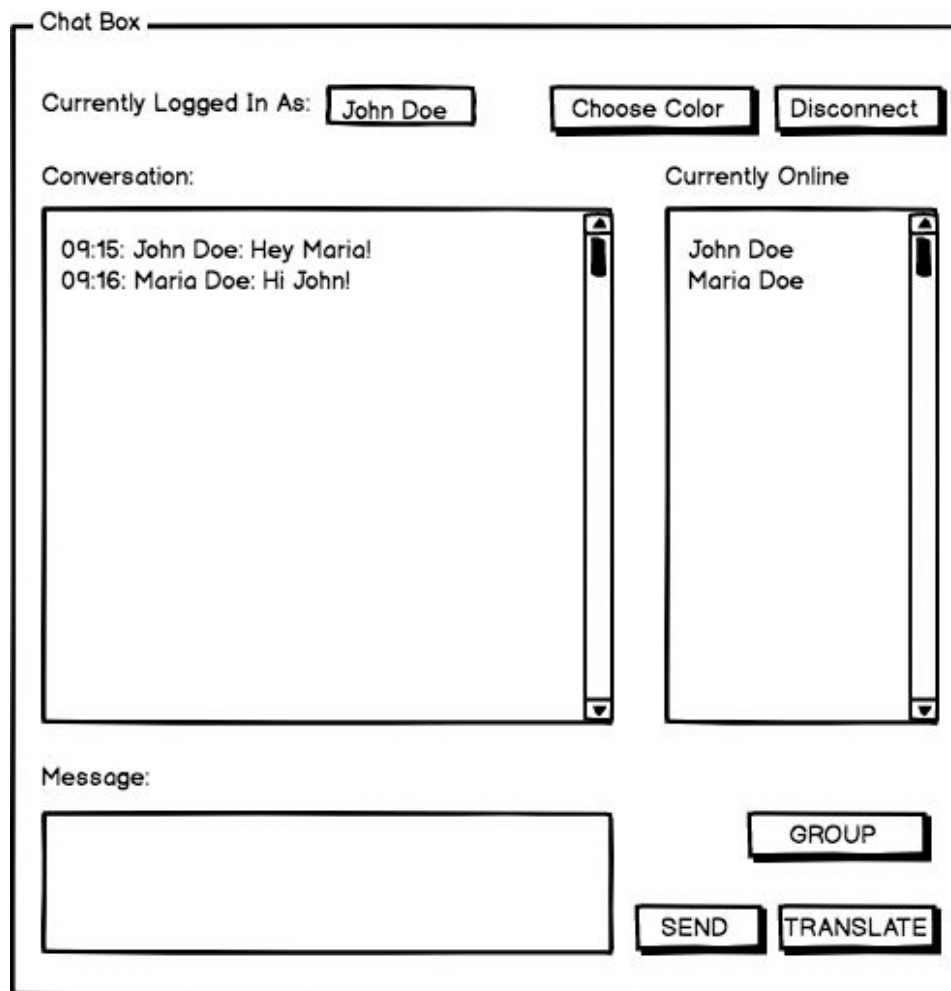 Chat Box
Currently Logged In As: John Doe Choose Color Disconnect
Conversation: Currently Online
09:15: John Doe: Hey Maria!
09:16: Maria Doe: Hi John!
John Doe
Maria Doe
Message:
GROUP
SEND TRANSLATE